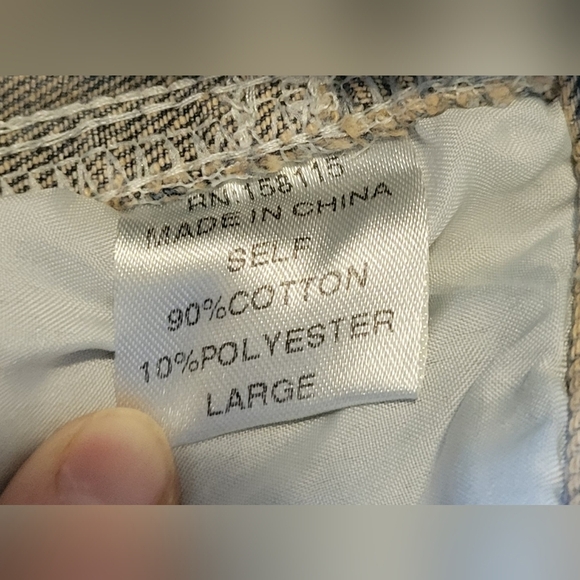 RN 158115
MADE IN CHINA
SELF
90%COTTON
10%POLYESTER
LARGE